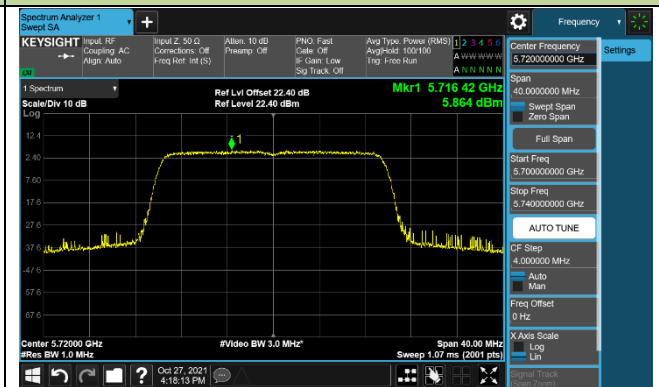 Spectrum Analyzer 1
Swept SA
+
Frequency
KEYSIGHT
Input: RF
Coupling: AC
Align: Auto
Input Z: 50 Ω
Corrections: Off
Freq Ref: Int (S)
Atten: 10 dB
Preamp: Off
PNO: Fast
Gate: Off
IF Gain: Low
Sig Track: Off
Avg Type: Power (RMS)
Avg|Hold: 100/100
Trig: Free Run
1 2 3 4 5 6
A W W W W W
A N N N N N
LXI
1 Spectrum
Scale/Div 10 dB
Log
Ref Lvl Offset 22.40 dB
Ref Level 22.40 dBm
Mkr1 5.716 42 GHz
5.864 dBm
1
12.4
2.40
-7.60
-17.6
-27.6
-37.6
-47.6
-57.6
-67.6
Center 5.72000 GHz
#Res BW 1.0 MHz
#Video BW 3.0 MHz*
Span 40.00 MHz
Sweep 1.07 ms (2001 pts)
?
Oct 27, 2021
4:18:13 PM
Center Frequency
5.720000000 GHz
Settings
Span
40.0000000 MHz
Swept Span
Zero Span
Full Span
Start Freq
5.700000000 GHz
Stop Freq
5.740000000 GHz
AUTO TUNE
CF Step
4.000000 MHz
Auto
Man
Freq Offset
0 Hz
X Axis Scale
Log
Lin
Signal Track
(Span Zoom)